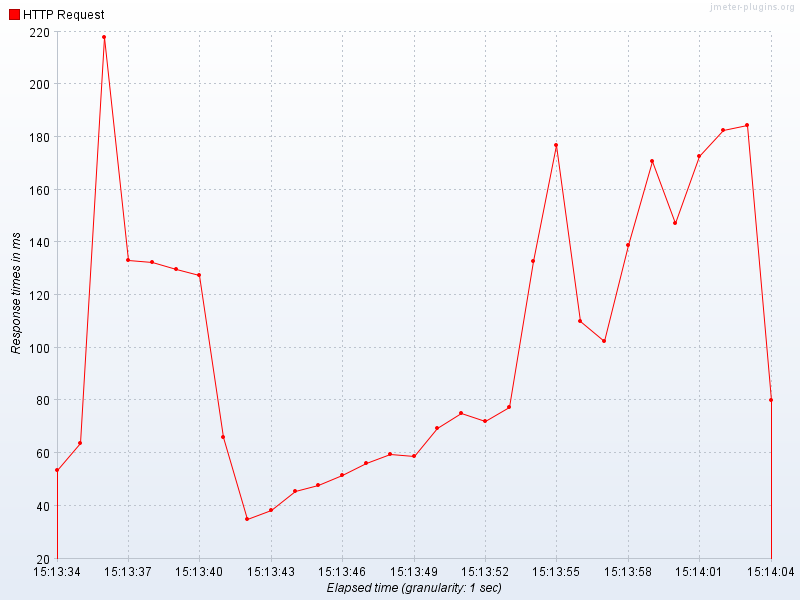 jmeter-plugins.org
HTTP Request
220
200
180
160
140
120
100
80
60
40
20
Response times in ms
15:13:34 15:13:37 15:13:40 15:13:43 15:13:46 15:13:49 15:13:52 15:13:55 15:13:58 15:14:01 15:14:04
Elapsed time (granularity: 1 sec)